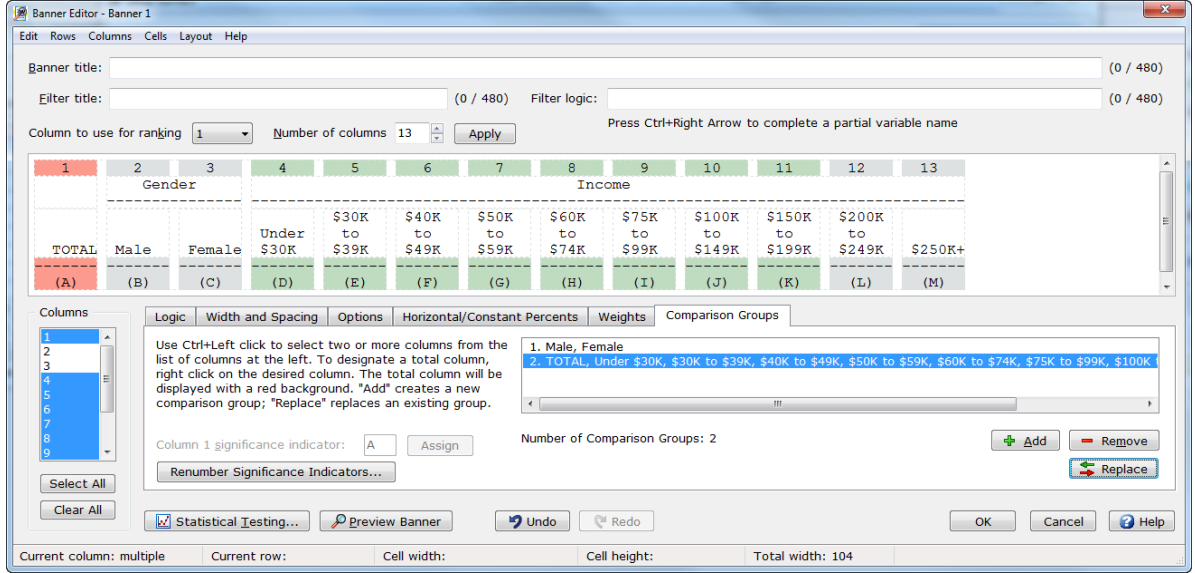 Banner Editor - Banner 1
Edit Rows Columns Cells Layout Help
Banner title: (0 / 480)
Filter title: (0 / 480) Filter logic: (0 / 480)
Column to use for ranking 1 Number of columns 13 Apply
Press Ctrl+Right Arrow to complete a partial variable name
1 2 3 4 5 6 7 8 9 10 11 12 13
Gender Income
$30K $40K $50K $60K $75K $100K $150K $200K
Under to to to to to to to to
TOTAL Male Female $30K $39K $49K $59K $74K $99K $149K $199K $249K $250K+
(A) (B) (C) (D) (E) (F) (G) (H) (I) (J) (K) (L) (M)
Columns
1
2
3
4
5
6
7
8
9
Select All
Clear All
Logic Width and Spacing Options Horizontal/Constant Percents Weights Comparison Groups
Use Ctrl+Left click to select two or more columns from the
list of columns at the left. To designate a total column,
right click on the desired column. The total column will be
displayed with a red background. "Add" creates a new
comparison group; "Replace" replaces an existing group.
1. Male, Female
2. TOTAL, Under $30K, $30K to $39K, $40K to $49K, $50K to $59K, $60K to $74K, $75K to $99K, $100K
Column 1 significance indicator: A Assign
Renumber Significance Indicators...
Number of Comparison Groups: 2
Add Remove
Replace
Statistical Testing... Preview Banner Undo Redo OK Cancel Help
Current column: multiple Current row: Cell width: Cell height: Total width: 104